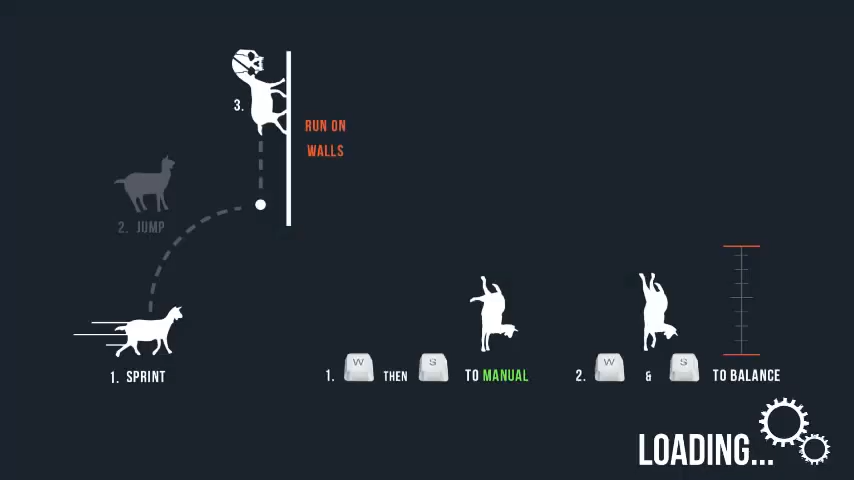 3.
RUN ON
WALLS
2. JUMP
1. SPRINT
1. W THEN S TO MANUAL
2. W & S TO BALANCE
LOADING...